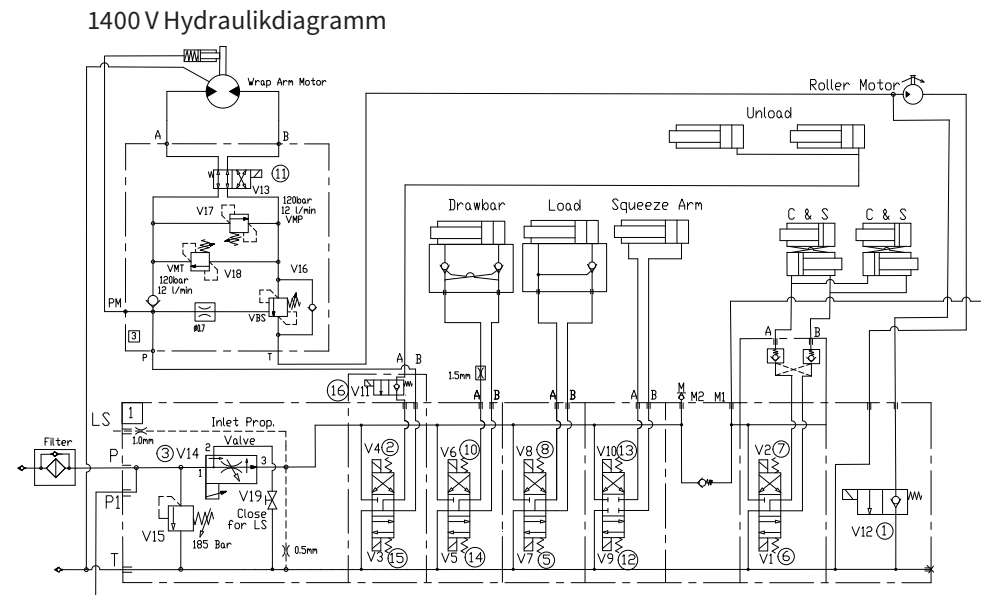 1400 V Hydraulikdiagramm
Wrap Arm Motor
Roller Motor
Unload
A
B
11
V13
120bar
12 l/min
VMP
V17
Drawbar
Load
Squeeze Arm
C & S
C & S
VMT
V18
V16
120bar
12 l/min
PM
Ø0.7
VBS
3
P
T
A
B
A B
1.5mm
16
V11
A
B
A
B
A
B
M
M2
M1
LS
1
1.0mm
Inlet Prop.
Valve
Filter
P
3
V14
2
1
3
V4
2
V6
10
V8
8
V10
13
V2
7
P1
V19
Close
for LS
V15
185 Bar
0.5mm
V12
1
V3
15
V5
14
V7
5
V9
12
V1
6
T